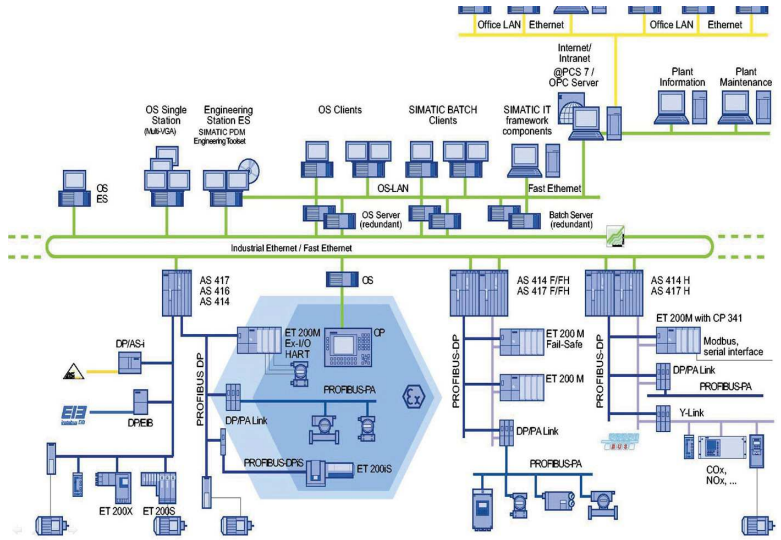 Office LAN Ethernet
Office LAN Ethernet
Internet/
Intranet
@PCS 7 /
OPC Server
Plant
Information
Plant
Maintenance
OS Single
Station
(Multi-VGA)
Engineering
Station ES
SIMATIC PDM
Engineering Toolset
OS Clients
SIMATIC BATCH
Clients
SIMATIC IT
framework
components
OS
ES
OS-LAN
Fast Ethernet
OS Server
(redundant)
Batch Server
(redundant)
Industrial Ethernet / Fast Ethernet
AS 417
AS 416
AS 414
OS
AS 414 F/FH
AS 417 F/FH
AS 414 H
AS 417 H
ET 200M
Ex-I/O
HART
OP
ET 200 M
Fail-Safe
ET 200M with CP 341
Modbus,
serial interface
DP/AS-i
PROFIBUS DP
PROFIBUS-DP
PROFIBUS-DP
ET 200 M
DP/PA Link
PROFIBUS-PA
AS
PROFIBUS-PA
εx
EIB
DP/EIB
DP/PA Link
DP/PA Link
Y-Link
PROFIBUS-DPiS
ET 200iS
PROFIBUS-PA
COx,
NOx, ...
ET 200X
ET 200S